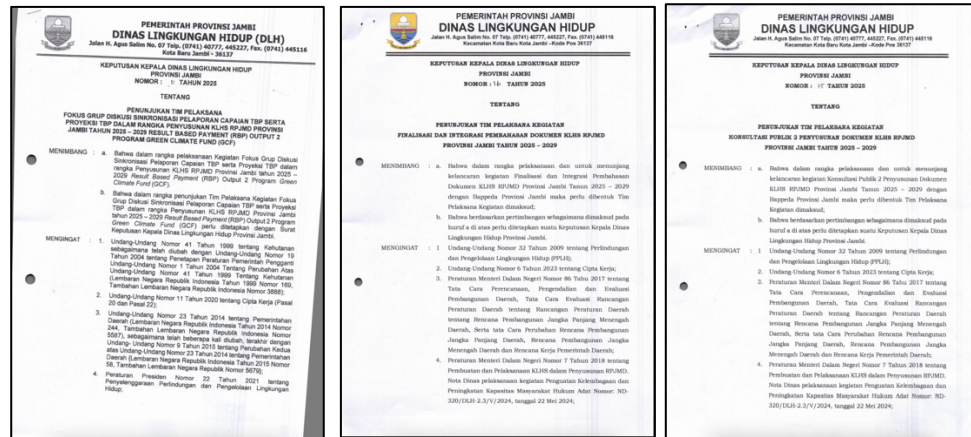 PEMERINTAH PROVINSI JAMBI
DINAS LINGKUNGAN HIDUP (DLH)
Jalan H. Agus Salim No. 07 Telp. (0741) 40777, 445227, Fax. (0741) 445116
Kota Baru Jambi - 36137
KEPUTUSAN KEPALA DINAS LINGKUNGAN HIDUP
PROVINSI JAMBI
NOMOR : TAHUN 2025
TENTANG
PENUNJUKAN TIM PELAKSANA
FOKUS GRUP DISKUSI SINKRONISASI PELAPORAN CAPAIAN TBP SERTA
PROYEKSI TBP DALAM RANGKA PENYUSUNAN KLHS RPJMD PROVINSI
JAMBI TAHUN 2025 – 2029 RESULT BASED PAYMENT (RBP) OUTPUT 2
PROGRAM GREEN CLIMATE FUND (GCF)
MENIMBANG : a. Bahwa dalam rangka pelaksanaan Kegiatan Fokus Grup Diskusi
Sinkronisasi Pelaporan Capaian TBP serta Proyeksi TBP dalam
rangka Penyusunan KLHS RPJMD Provinsi Jambi tahun 2025 –
2029 Result Based Payment (RBP) Output 2 Program Green
Climate Fund (GCF),
b. Bahwa dalam rangka penunjukan Tim Pelaksana Kegiatan Fokus
Grup Diskusi Sinkronisasi Pelaporan Capaian TBP serta Proyeksi
TBP dalam rangka Penyusunan KLHS RPJMD Provinsi Jambi
tahun 2025 – 2029 Result Based Payment (RBP) Output 2 Program
Green Climate Fund (GCF) perlu ditetapkan dengan Surat
Keputusan Kepala Dinas Lingkungan Hidup Provinsi Jambi.
MENGINGAT : 1. Undang-Undang Nomor 41 Tahun 1999 tentang Kehutanan
sebagaimana telah diubah dengan Undang-Undang Nomor 19
Tahun 2004 tentang Penetapan Peraturan Pemerintah Pengganti
Undang-Undang Nomor 1 Tahun 2004 Tentang Perubahan Atas
Undang-Undang Nomor 41 Tahun 1999 Tentang Kehutanan
(Lembaran Negara Republik Indonesia Tahun 1999 Nomor 169,
Tambahan Lembaran Negara Republik Indonesia Nomor 3888);
2. Undang-Undang Nomor 11 Tahun 2020 tentang Cipta Kerja (Pasal
20 dan Pasal 22);
3. Undang-Undang Nomor 23 Tahun 2014 tentang Pemerintahan
Daerah (Lembaran Negara Republik Indonesia Tahun 2014 Nomor
244, Tambahan Lembaran Negara Republik Indonesia Nomor
5587), sebagaimana telah beberapa kali diubah, terakhir dengan
Undang- Undang Nomor 9 Tahun 2015 tentang Perubahan Kedua
atas Undang-Undang Nomor 23 Tahun 2014 tentang Pemerintahan
Daerah (Lembaran Negara Republik Indonesia Tahun 2015 Nomor
58, Tambahan Lembaran Negara Nomor 5679);
4. Peraturan Presiden Nomor 22 Tahun 2021 tentang
Penyelenggaraan Perlindungan dan Pengelolaan Lingkungan
Hidup;
PEMERINTAH PROVINSI JAMBI
DINAS LINGKUNGAN HIDUP
Jalan H. Agus Salim No. 07 Telp. (0741) 40777, 445227, Fax. (0741) 445116
Kecamatan Kota Baru Kota Jambi –Kode Pos 36137
KEPUTUSAN KEPALA DINAS LINGKUNGAN HIDUP
PROVINSI JAMBI
NOMOR : TAHUN 2025
TENTANG
PENUNJUKAN TIM PELAKSANA KEGIATAN
FINALISASI DAN INTEGRASI PEMBAHASAN DOKUMEN KLHS RPJMD
PROVINSI JAMBI TAHUN 2025 – 2029
MENIMBANG : a. Bahwa dalam rangka pelaksanaan dan untuk menunjang
kelancaran kegiatan Finalisasi dan Integrasi Pembahasan
Dokumen KLHS RPJMD Provinsi Jambi Tahun 2025 – 2029
dengan Bappeda Provinsi Jambi maka perlu dibentuk Tim
Pelaksana Kegiatan dimaksud;
b. Bahwa berdasarkan pertimbangan sebagaimana dimaksud pada
huruf a di atas perlu ditetapkan suatu Keputusan Kepala Dinas
Lingkungan Hidup Provinsi Jambi.
MENGINGAT : 1 Undang-Undang Nomor 32 Tahun 2009 tentang Perlindungan
dan Pengelolaan Lingkungan Hidup (PPLH);
2. Undang-Undang Nomor 6 Tahun 2023 tentang Cipta Kerja;
3. Peraturan Menteri Dalam Negeri Nomor 86 Tahu 2017 tentang
Tata Cara Perencanaan, Pengendalian dan Evaluasi
Pembangunan Daerah, Tata Cara Evaluasi Rancangan
Peraturan Daerah tentang Rancangan Peraturan Daerah
tentang Rencana Pembangunan Jangka Panjang Menengah
Daerah, Serta tata Cara Perubahan Rencana Pembangunan
Jangka Panjang Daerah, Rencana Pembangunan Jangka
Menengah Daerah dan Rencana Kerja Pemerintah Daerah;
4. Peraturan Menteri Dalam Negeri Nomor 7 Tahun 2018 tentang
Pembuatan dan Pelaksanaan KLHS dalam Penyusunan RPJMD.
Nota Dinas pelaksanaan kegiatan Penguatan Kelembagaan dan
Peningkatan Kapasitas Masyarakat Hukum Adat Nomor: ND-
320/DLH-2.3/V/2024, tanggal 22 Mei 2024;
PEMERINTAH PROVINSI JAMBI
DINAS LINGKUNGAN HIDUP
Jalan H. Agus Salim No. 07 Telp. (0741) 40777, 445227, Fax. (0741) 445116
Kecamatan Kota Baru Kota Jambi –Kode Pos 36137
KEPUTUSAN KEPALA DINAS LINGKUNGAN HIDUP
PROVINSI JAMBI
NOMOR : TAHUN 2025
TENTANG
PENUNJUKAN TIM PELAKSANA KEGIATAN
KONSULTASI PUBLIK 2 PENYUSUNAN DOKUMEN KLHS RPJMD
PROVINSI JAMBI TAHUN 2025 – 2029
MENIMBANG : a. Bahwa dalam rangka pelaksanaan dan untuk menunjang
kelancaran kegiatan Konsultasi Publik 2 Penyusunan Dokumen
KLHS RPJMD Provinsi Jambi Tahun 2025 – 2029 dengan
Bappeda Provinsi Jambi maka perlu dibentuk Tim Pelaksana
Kegiatan dimaksud;
b. Bahwa berdasarkan pertimbangan sebagaimana dimaksud pada
huruf a di atas perlu ditetapkan suatu Keputusan Kepala Dinas
Lingkungan Hidup Provinsi Jambi.
MENGINGAT : 1 Undang-Undang Nomor 32 Tahun 2009 tentang Perlindungan
dan Pengelolaan Lingkungan Hidup (PPLH);
2. Undang-Undang Nomor 6 Tahun 2023 tentang Cipta Kerja;
3. Peraturan Menteri Dalam Negeri Nomor 86 Tahu 2017 tentang
Tata Cara Perencanaan, Pengendalian dan Evaluasi
Pembangunan Daerah, Tata Cara Evaluasi Rancangan
Peraturan Daerah tentang Rancangan Peraturan Daerah
tentang Rencana Pembangunan Jangka Panjang Menengah
Daerah, Serta tata Cara Perubahan Rencana Pembangunan
Jangka Panjang Daerah, Rencana Pembangunan Jangka
Menengah Daerah dan Rencana Kerja Pemerintah Daerah;
4. Peraturan Menteri Dalam Negeri Nomor 7 Tahun 2018 tentang
Pembuatan dan Pelaksanaan KLHS dalam Penyusunan RPJMD.
Nota Dinas pelaksanaan kegiatan Penguatan Kelembagaan dan
Peningkatan Kapasitas Masyarakat Hukum Adat Nomor: ND-
320/DLH-2.3/V/2024, tanggal 22 Mei 2024;